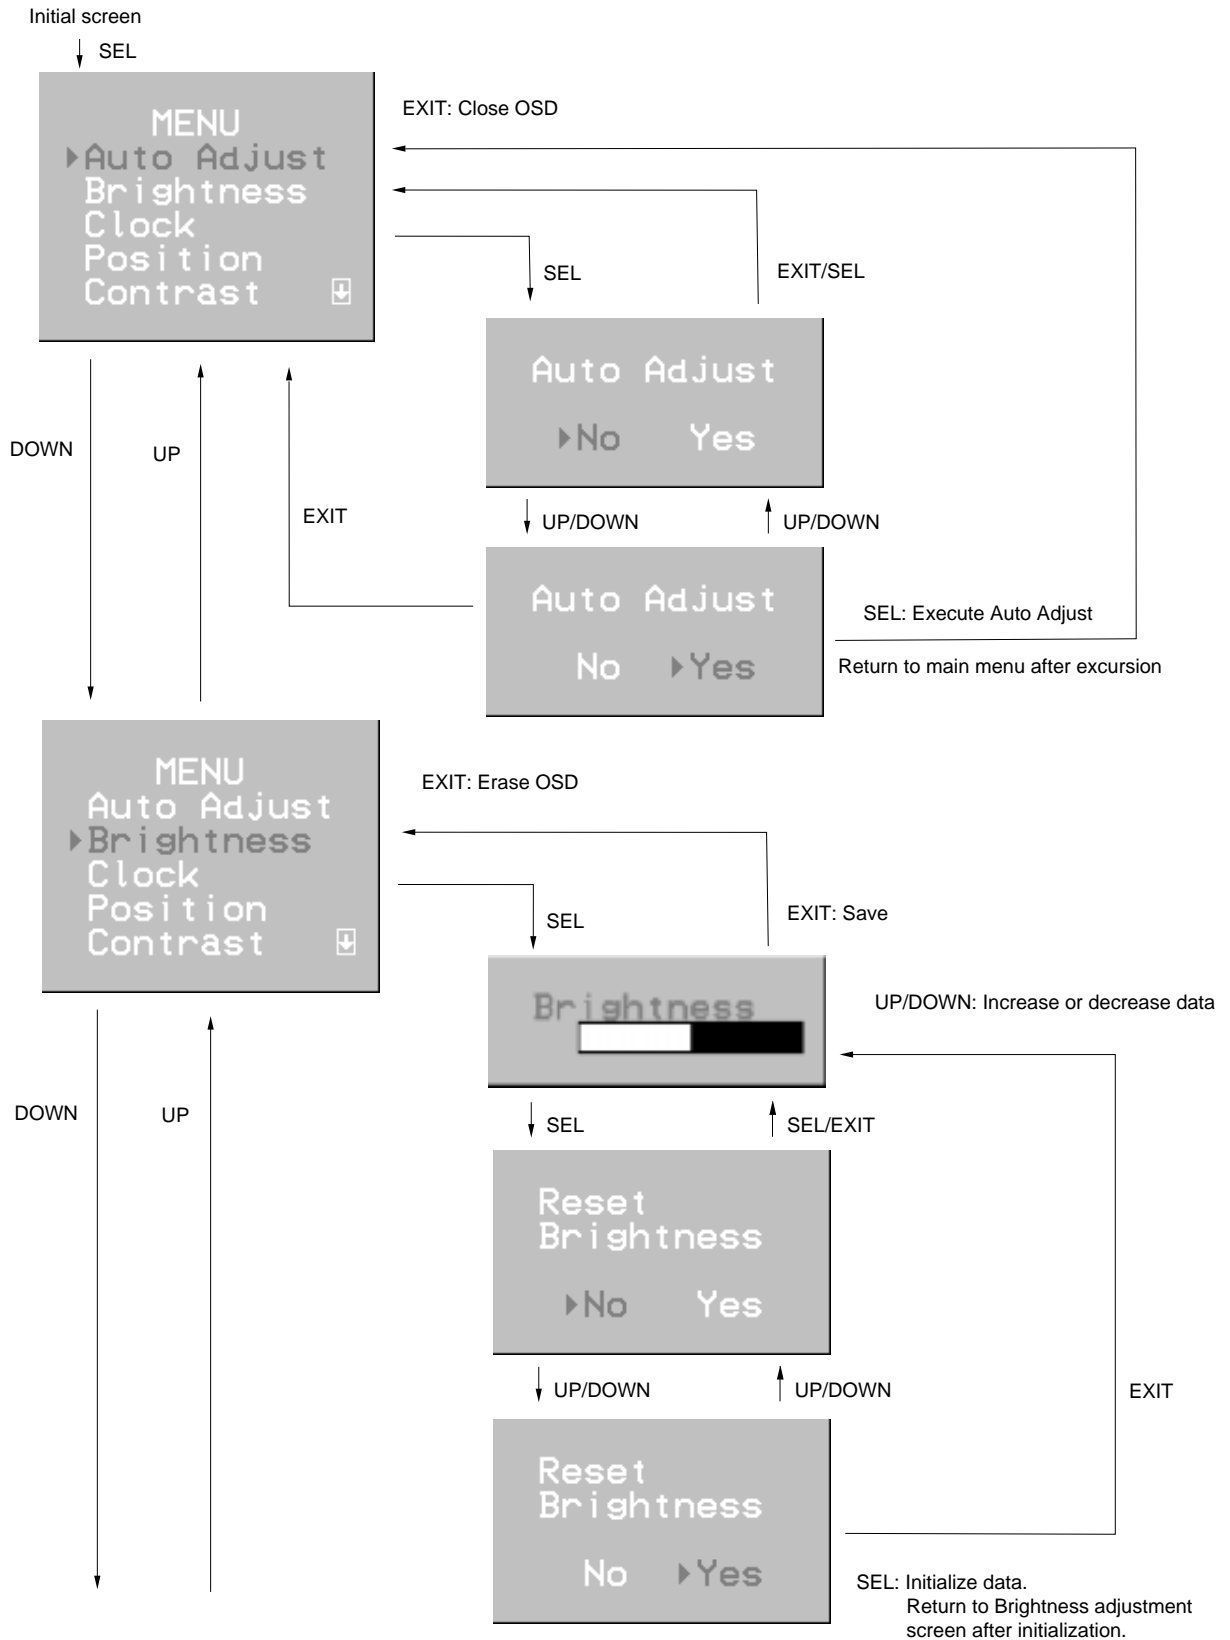 Initial screen
SEL
MENU
Auto Adjust
Brightness
Clock
Position
Contrast
EXIT: Close OSD
SEL
EXIT/SEL
Auto Adjust
No Yes
DOWN
UP
EXIT
UP/DOWN
UP/DOWN
Auto Adjust
No Yes
SEL: Execute Auto Adjust
Return to main menu after excursion
MENU
Auto Adjust
Brightness
Clock
Position
Contrast
EXIT: Erase OSD
SEL
EXIT: Save
Brightness
UP/DOWN: Increase or decrease data
DOWN
UP
SEL
SEL/EXIT
Reset
Brightness
No Yes
UP/DOWN
UP/DOWN
EXIT
Reset
Brightness
No Yes
SEL: Initialize data.
Return to Brightness adjustment
screen after initialization.